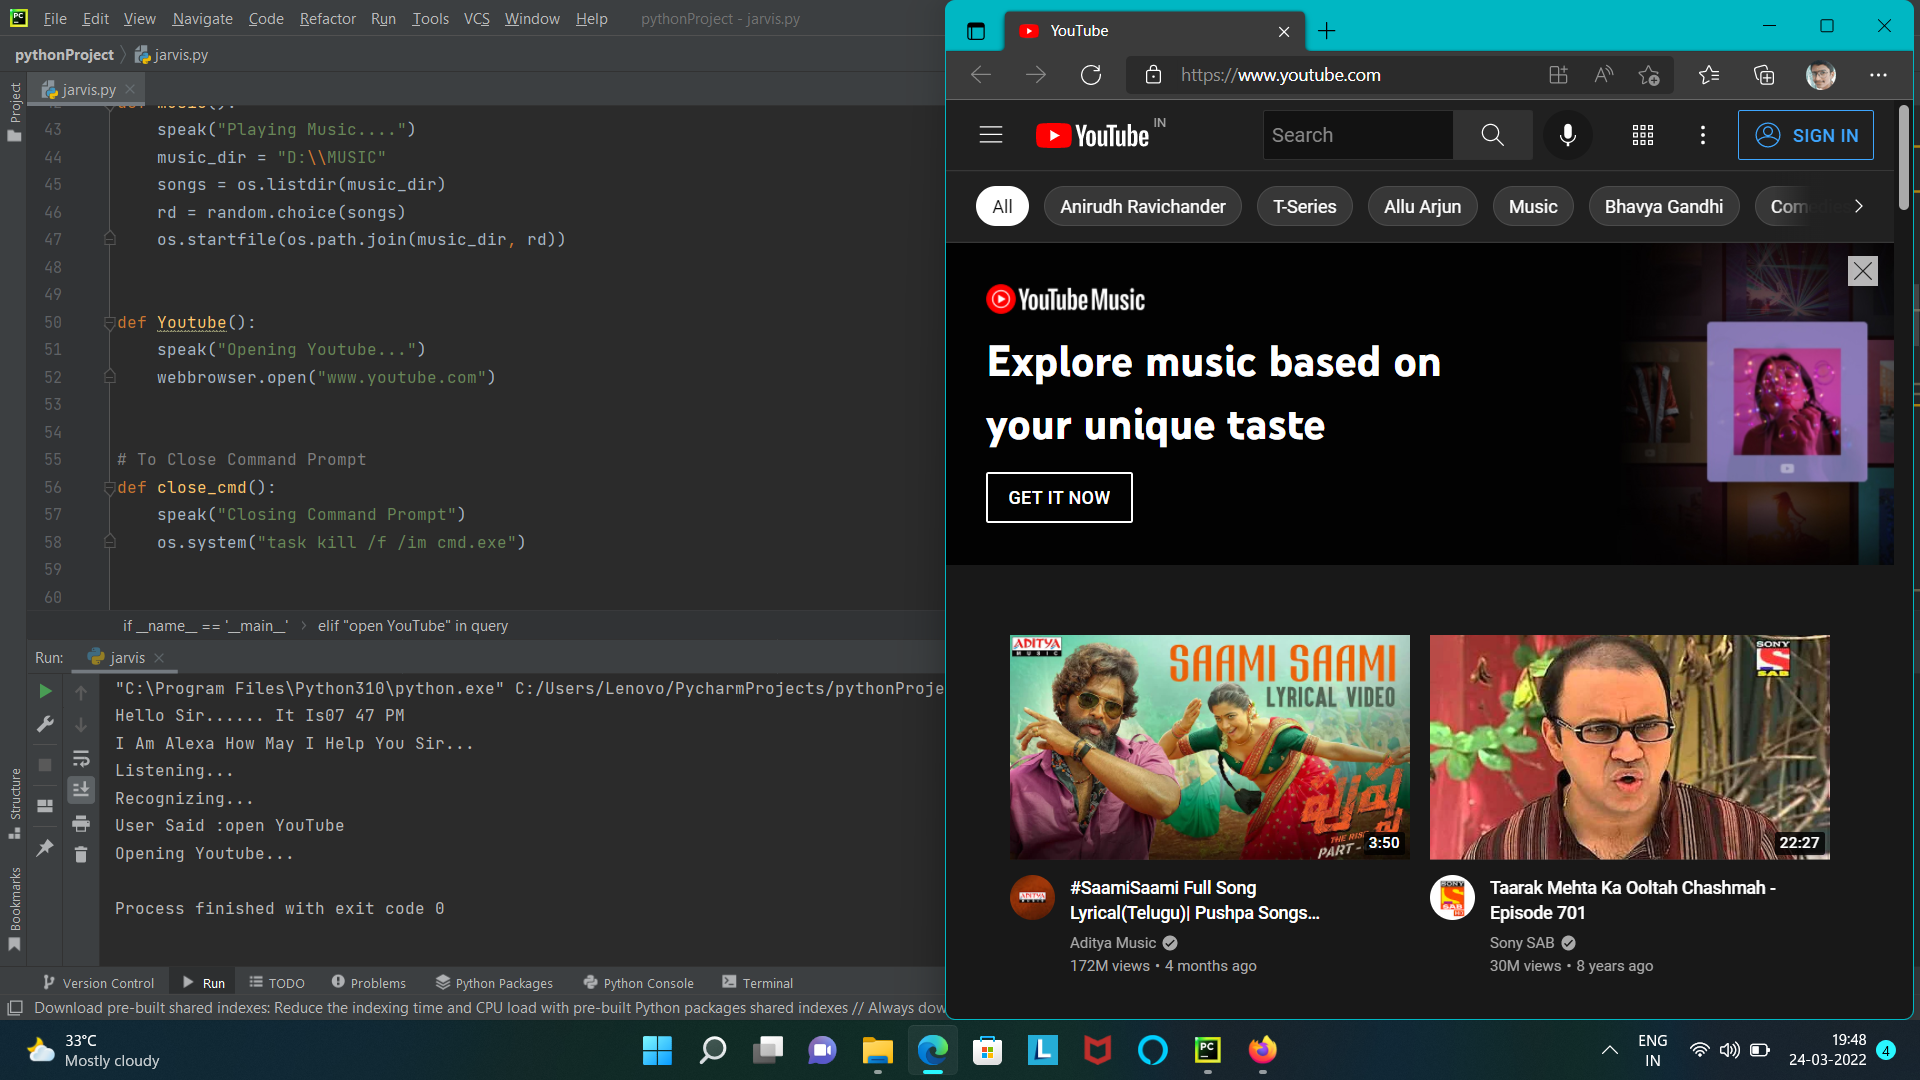 File Edit View Navigate Code Refactor Run Tools VCS Window Help pythonProject - jarvis.py
pythonProject jarvis.py
jarvis.py
Project
43 speak("Playing Music....")
44 music_dir = "D:\\MUSIC"
45 songs = os.listdir(music_dir)
46 rd = random.choice(songs)
47 os.startfile(os.path.join(music_dir, rd))
48
49
50 def Youtube():
51 speak("Opening Youtube...")
52 webbrowser.open("www.youtube.com")
53
54
55 # To Close Command Prompt
56 def close_cmd():
57 speak("Closing Command Prompt")
58 os.system("task kill /f /im cmd.exe")
59
60
if __name__ == '__main__' elif "open YouTube" in query
Run: jarvis
"C:\Program Files\Python310\python.exe" C:/Users/Lenovo/PycharmProjects/pythonProje
Hello Sir...... It Is07 47 PM
I Am Alexa How May I Help You Sir...
Listening...
Recognizing...
User Said :open YouTube
Opening Youtube...
Process finished with exit code 0
Structure
Bookmarks
Version Control Run TODO Problems Python Packages Python Console Terminal
Download pre-built shared indexes: Reduce the indexing time and CPU load with pre-built Python packages shared indexes // Always dow
YouTube
https://www.youtube.com
YouTube IN
Search
SIGN IN
All Anirudh Ravichander T-Series Allu Arjun Music Bhavya Gandhi
YouTube Music
Explore music based on
your unique taste
GET IT NOW
ADITYA
MUSIC
SAAMI SAAMI
LYRICAL VIDEO
పుష్ప
PART -
3:50
SONY
SAB
22:27
#SaamiSaami Full Song
Lyrical(Telugu)| Pushpa Songs...
Aditya Music
172M views • 4 months ago
Taarak Mehta Ka Ooltah Chashmah -
Episode 701
Sony SAB
30M views • 8 years ago
33°C
Mostly cloudy
ENG
IN
19:48
24-03-2022
4